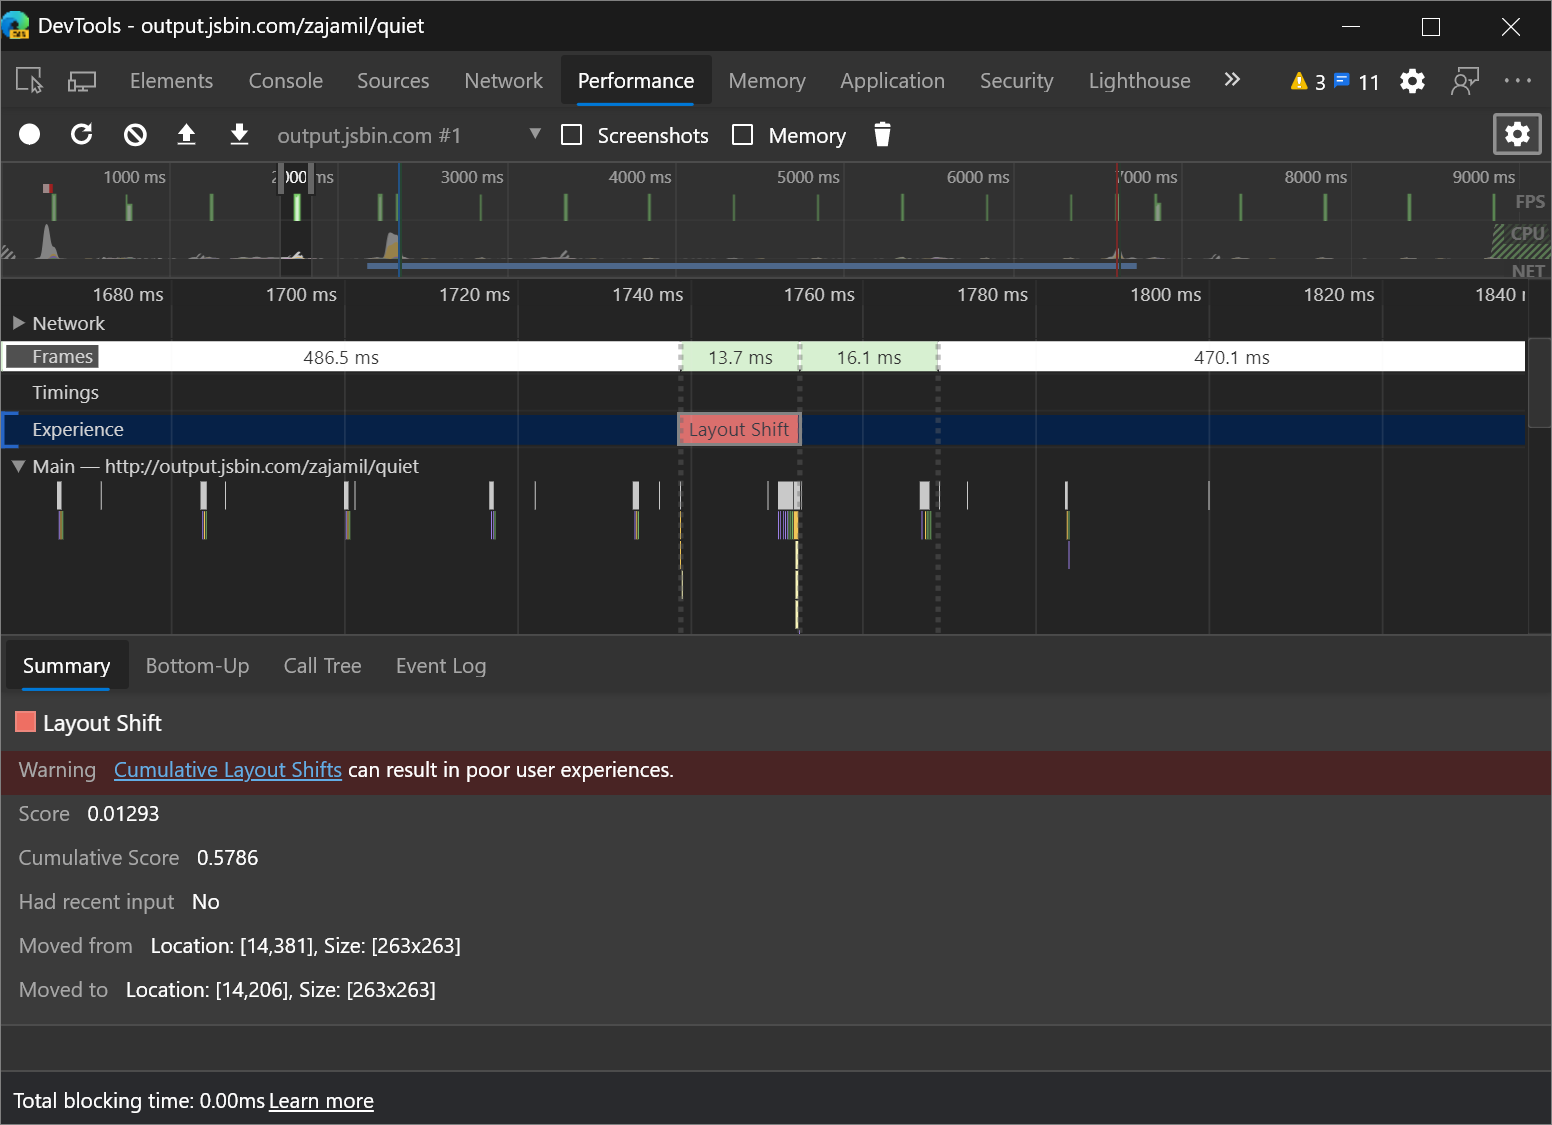 DevTools - output.jsbin.com/zajamil/quiet
Elements Console Sources Network Performance Memory Application Security Lighthouse » 3 11
output.jsbin.com #1 Screenshots Memory
1000 ms 2000 ms 3000 ms 4000 ms 5000 ms 6000 ms 7000 ms 8000 ms 9000 ms
FPS
CPU
NET
1680 ms 1700 ms 1720 ms 1740 ms 1760 ms 1780 ms 1800 ms 1820 ms 1840
Network
Frames 486.5 ms 13.7 ms 16.1 ms 470.1 ms
Timings
Experience Layout Shift
Main — http://output.jsbin.com/zajamil/quiet
Summary Bottom-Up Call Tree Event Log
Layout Shift
Warning Cumulative Layout Shifts can result in poor user experiences.
Score 0.01293
Cumulative Score 0.5786
Had recent input No
Moved from Location: [14,381], Size: [263x263]
Moved to Location: [14,206], Size: [263x263]
Total blocking time: 0.00ms Learn more